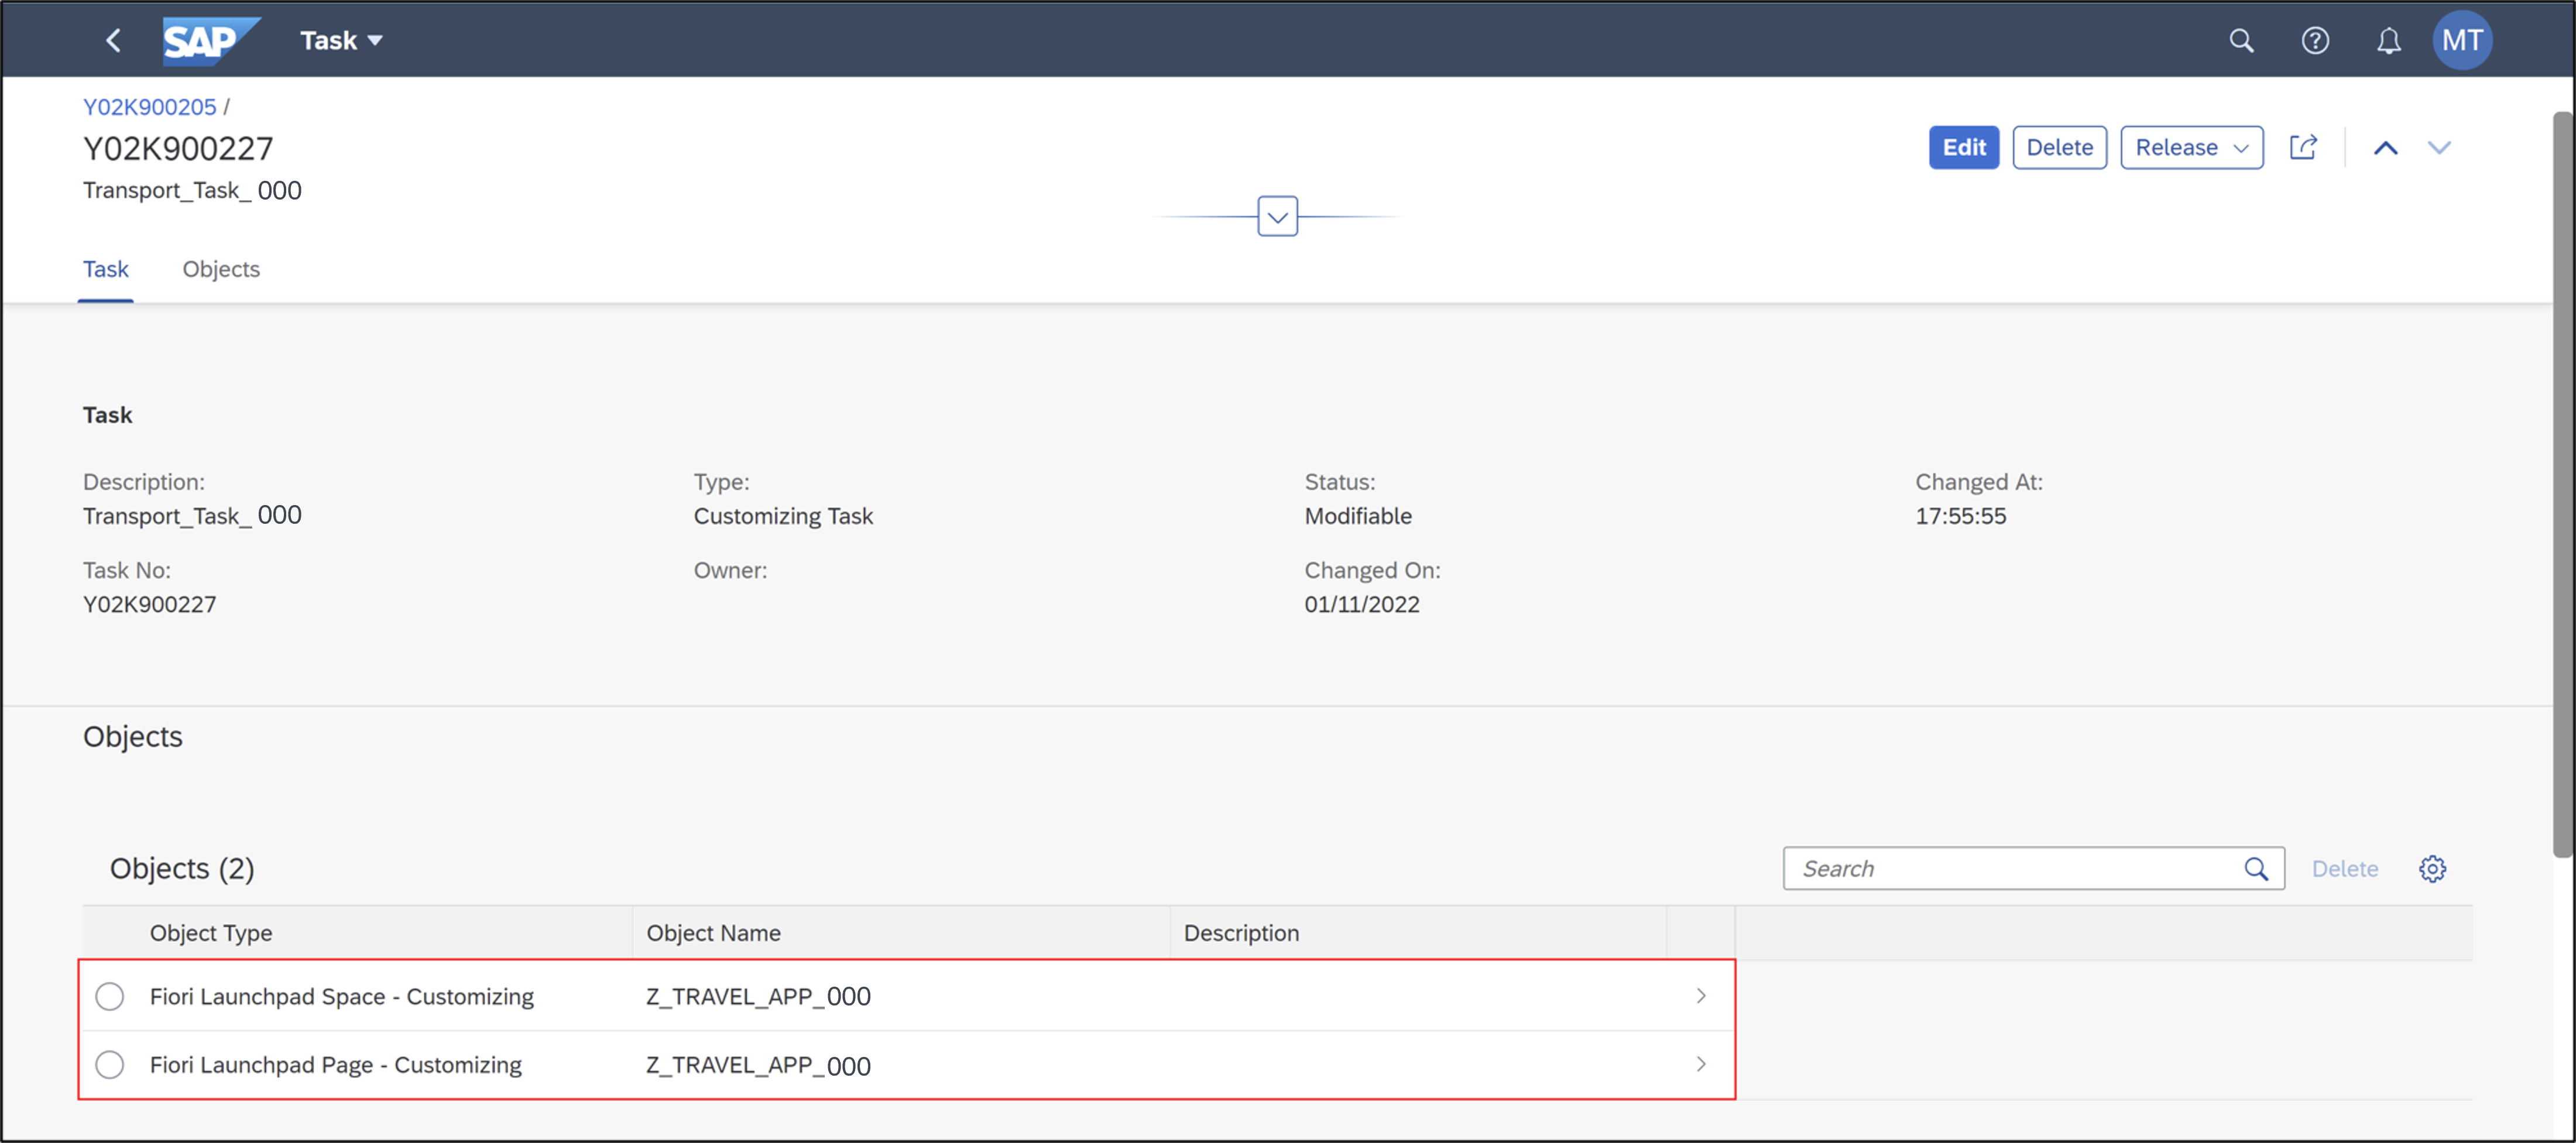 SAP Task
MT
Y02K900205 /
Y02K900227
Transport_Task_ 000
Edit Delete Release
Task Objects
Task
Description: Type: Status: Changed At:
Transport_Task_ 000 Customizing Task Modifiable 17:55:55
Task No: Owner: Changed On:
Y02K900227 01/11/2022
Objects
Objects (2) Search Delete
Object Type Object Name Description
Fiori Launchpad Space - Customizing Z_TRAVEL_APP_000
Fiori Launchpad Page - Customizing Z_TRAVEL_APP_000